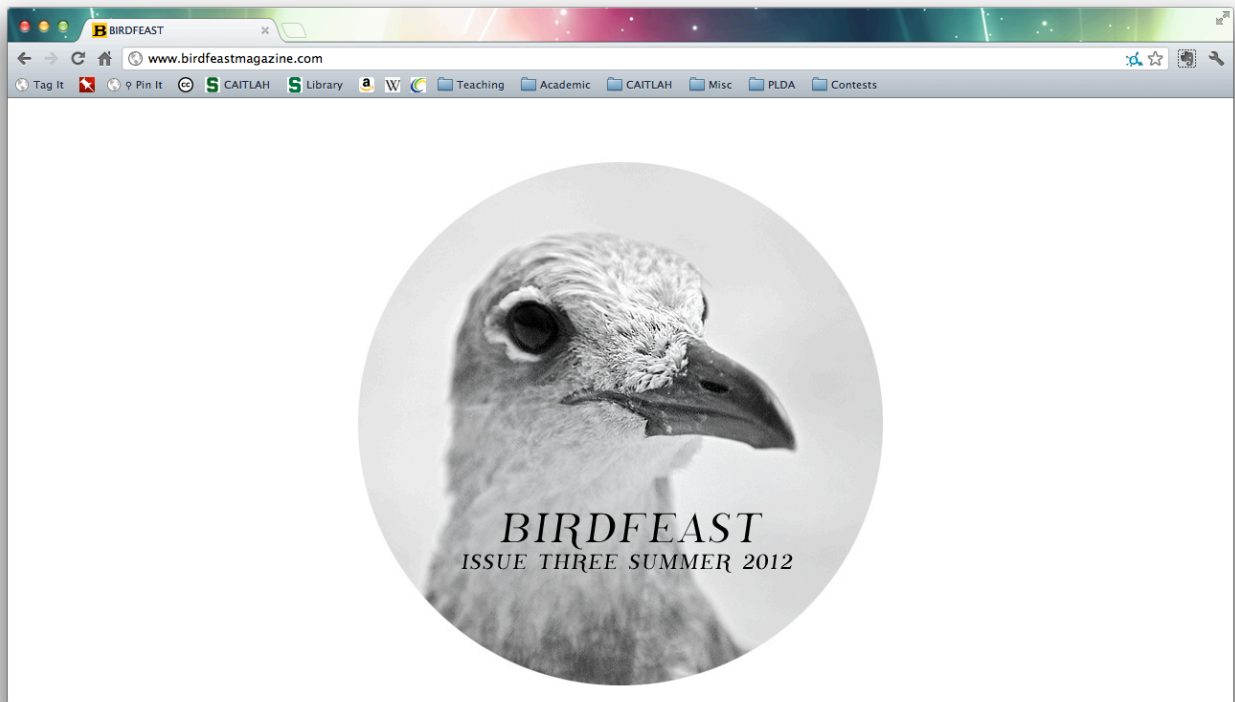 B BIRDFEAST
www.birdfeastmagazine.com
Tag It Pin It cc S CAITLAH S Library a W C Teaching Academic CAITLAH Misc PLDA Contests
BIRDFEAST
ISSUE THREE SUMMER 2012